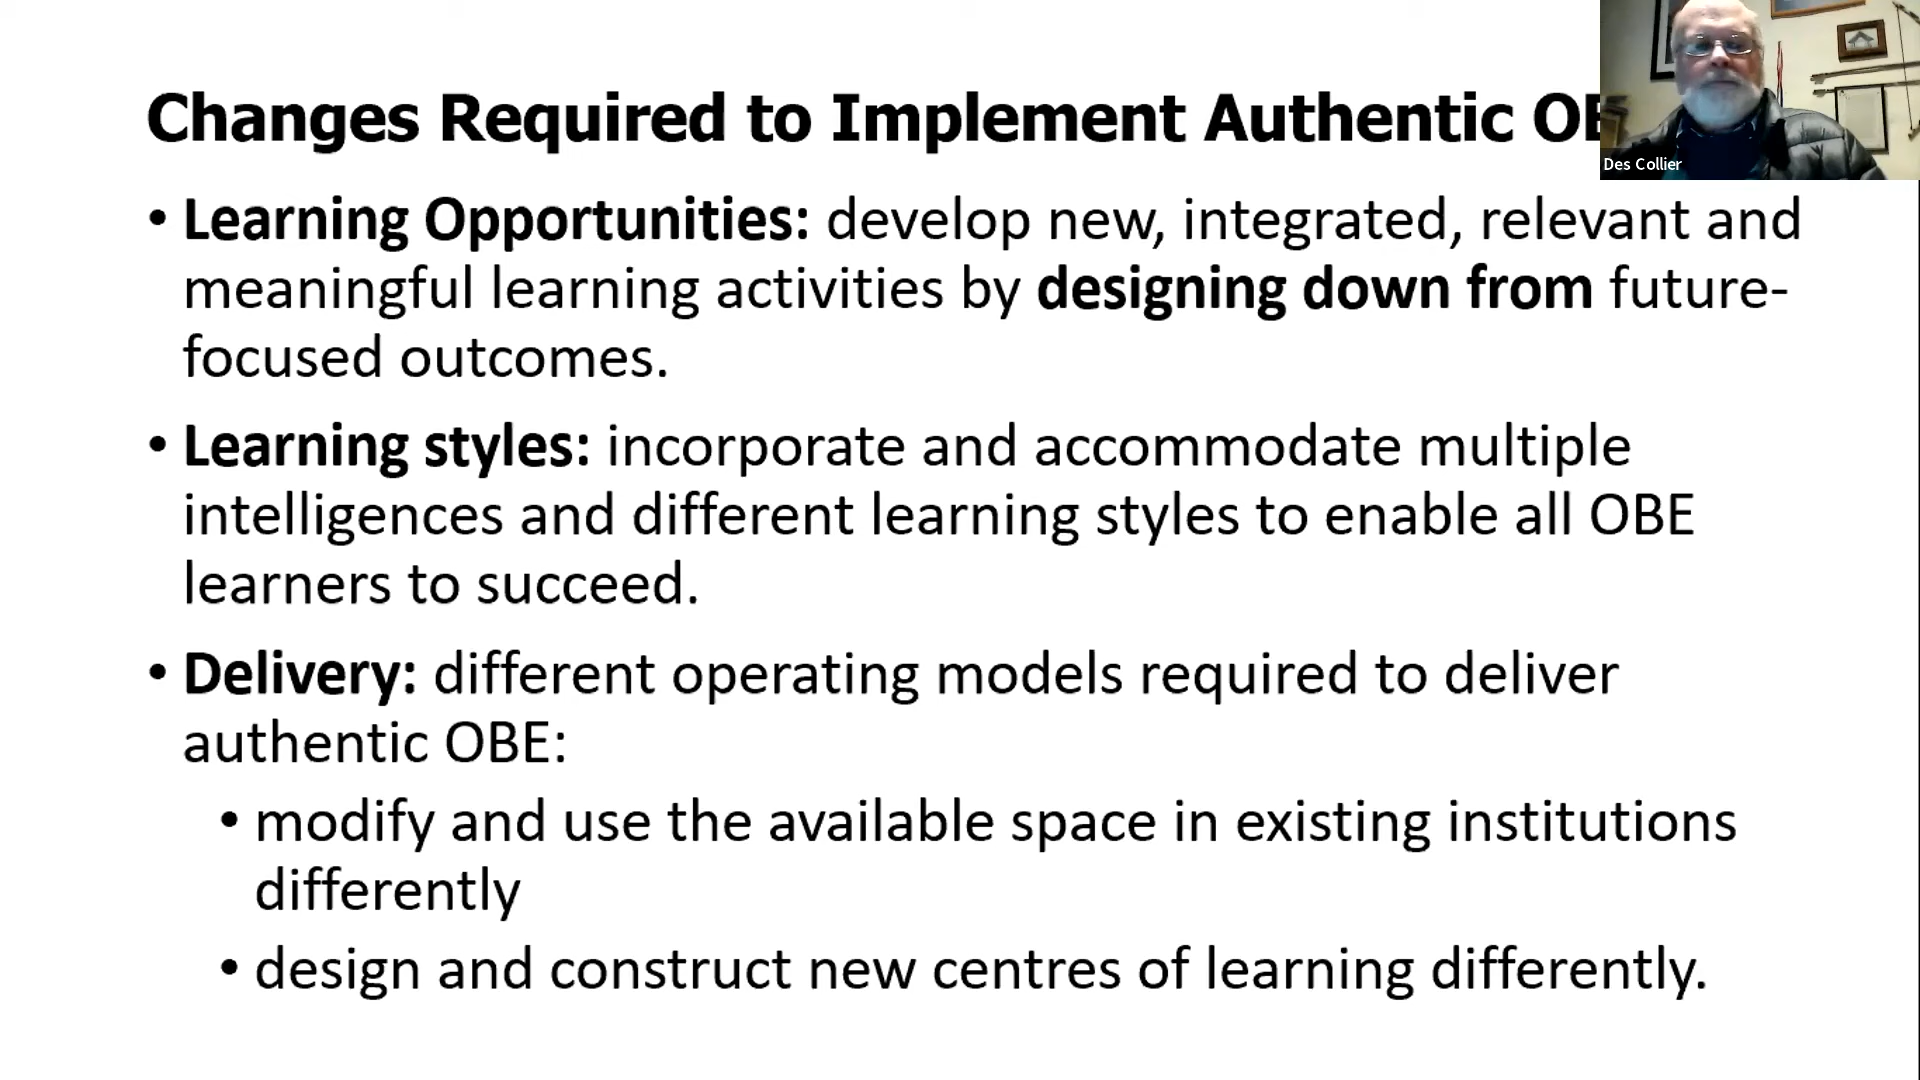 Changes Required to Implement Authentic
Des Collier
• Learning Opportunities: develop new, integrated, relevant and
meaningful learning activities by designing down from future-
focused outcomes.
• Learning styles: incorporate and accommodate multiple
intelligences and different learning styles to enable all OBE
learners to succeed.
• Delivery: different operating models required to deliver
authentic OBE:
• modify and use the available space in existing institutions
differently
• design and construct new centres of learning differently.